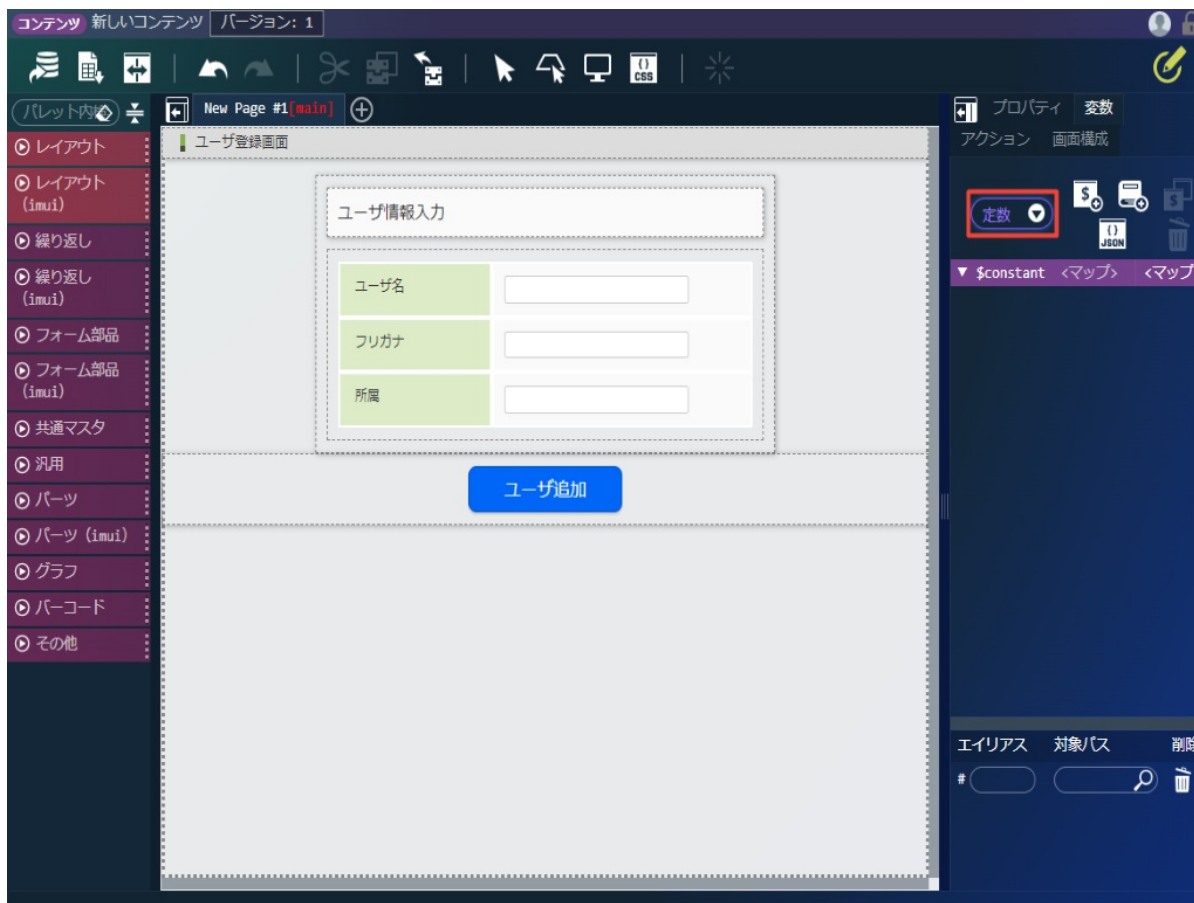 コンテンツ 新しいコンテンツ バージョン: 1
{} CSS
パレット内検
New Page #1[main]
プロパティ 変数
アクション 画面構成
レイアウト
レイアウト
(imui)
繰り返し
繰り返し
(imui)
フォーム部品
フォーム部品
(imui)
共通マスタ
汎用
パーツ
パーツ (imui)
グラフ
バーコード
その他
ユーザ登録画面
ユーザ情報入力
ユーザ名
フリガナ
所属
ユーザ追加
定数
$
$
{} JSON
▼ $constant <マップ> <マップ
エイリアス 対象パス 削除
#